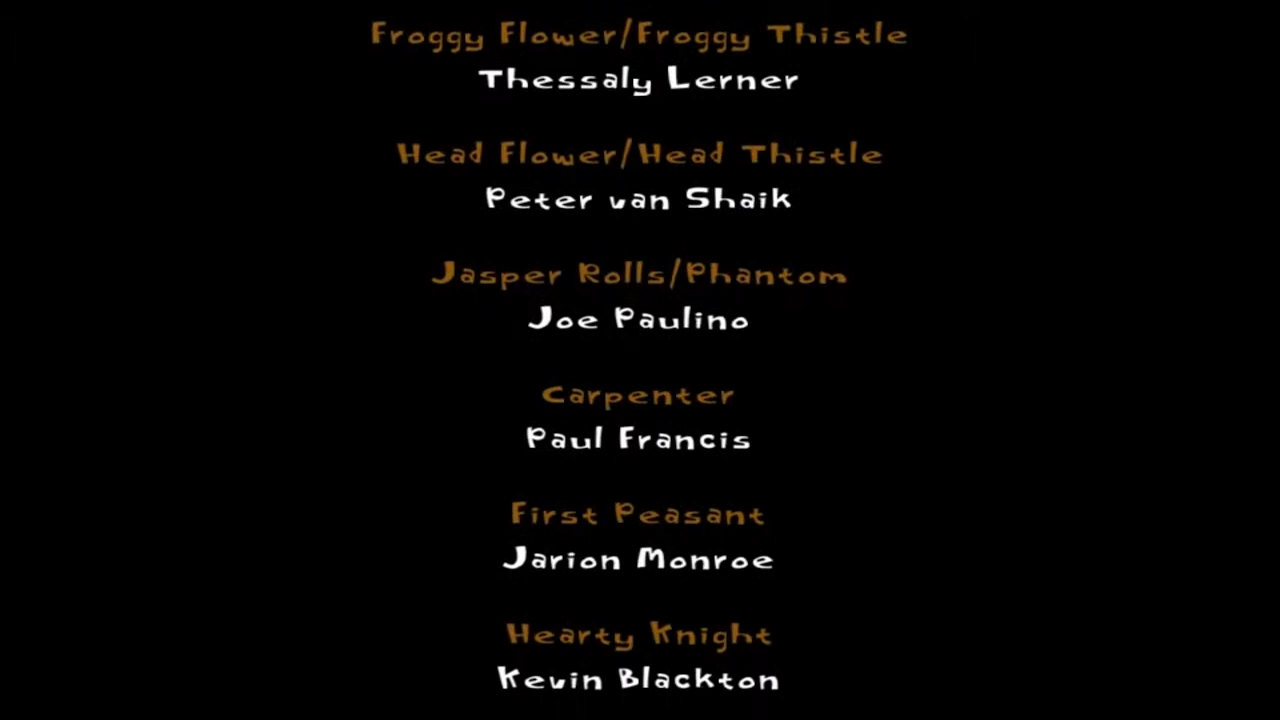 Froggy Flower/Froggy Thistle
Thessaly Lerner
Head Flower/Head Thistle
Peter van Shaik
Jasper Rolls/Phantom
Joe Paulino
Carpenter
Paul Francis
First Peasant
Jarion Monroe
Hearty Knight
Kevin Blackton